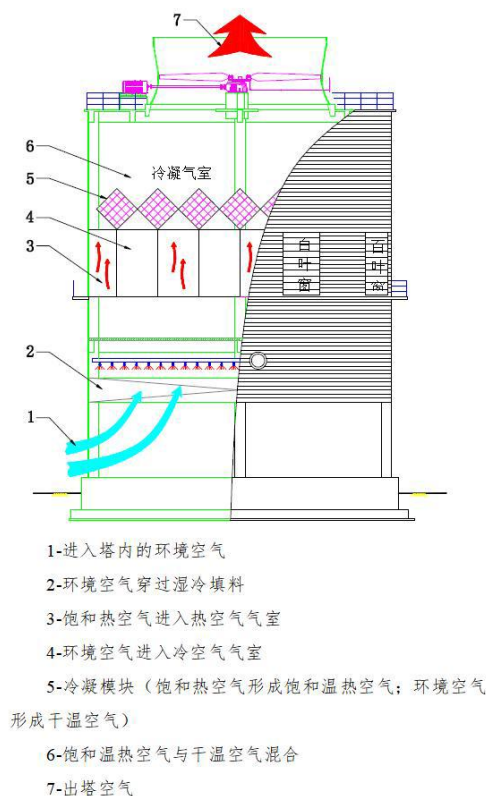 7
6
冷凝气室
5
4
3
百叶窗
百叶窗
2
1
1-进入塔内的环境空气
2-环境空气穿过湿冷填料
3-饱和热空气进入热空气气室
4-环境空气进入冷空气气室
5-冷凝模块（饱和热空气形成饱和温热空气；环境空气
形成干温空气）
6-饱和温热空气与干温空气混合
7-出塔空气